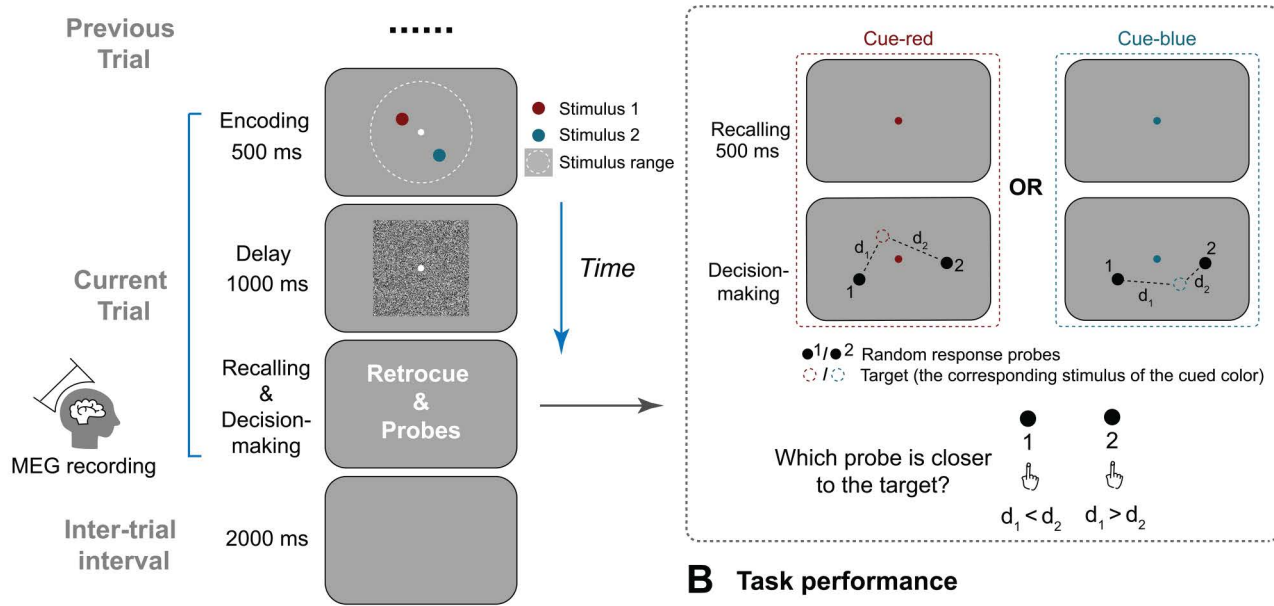 Previous
Trial
......
Encoding
500 ms
Stimulus 1
Stimulus 2
Stimulus range
Delay
1000 ms
Time
Current
Trial
Recalling
&
Decision-
making
Retrocue
&
Probes
MEG recording
Inter-trial
interval
2000 ms
Cue-red
Cue-blue
Recalling
500 ms
OR
Decision-
making
d₁
d₂
1
2
1
2
d₁
d₂
1/ 2 Random response probes
/ Target (the corresponding stimulus of the cued color)
1
2
Which probe is closer
to the target?
d₁ < d₂
d₁ > d₂
B Task performance